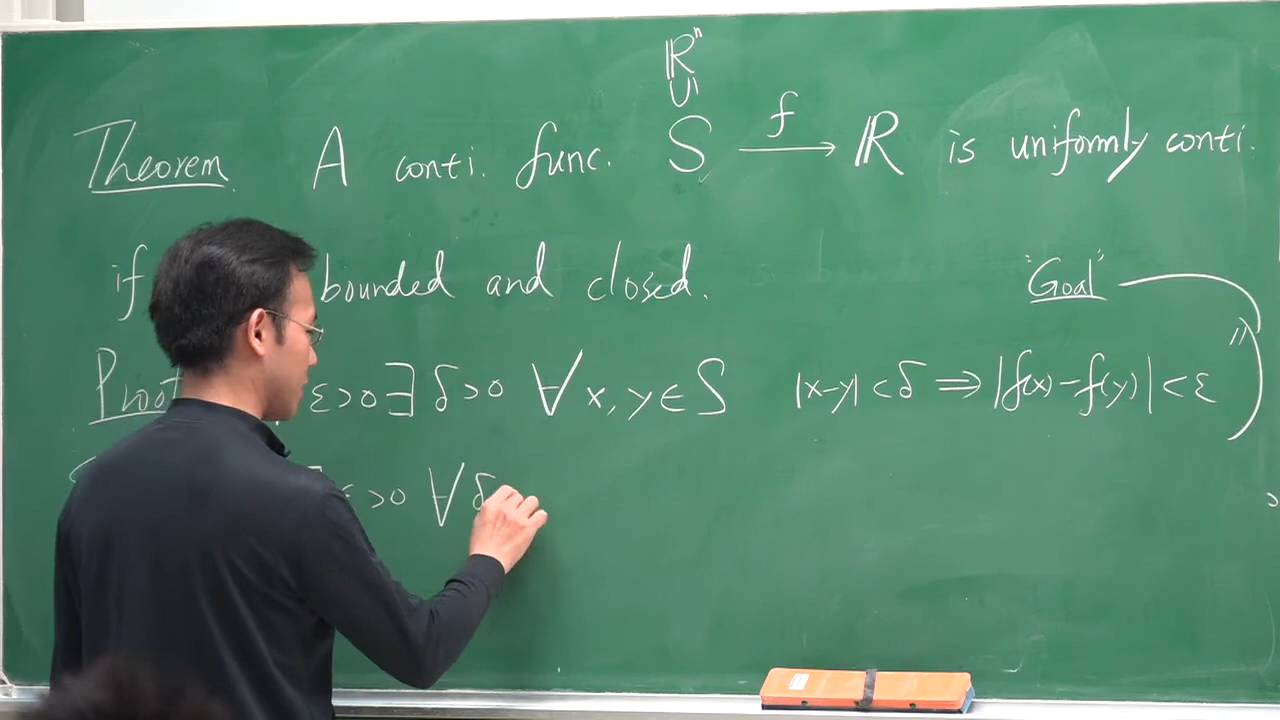 ℝⁿ
∪ı
Theorem. A conti. func. S ⟶ f ℝ is uniformly conti.
if bounded and closed.
"Goal"
Proof ε>0 ∃ δ>0 ∀ x, y ∈ S |x-y| < δ ⟹ |f(x)-f(y)| < ε
>0 ∀ δ